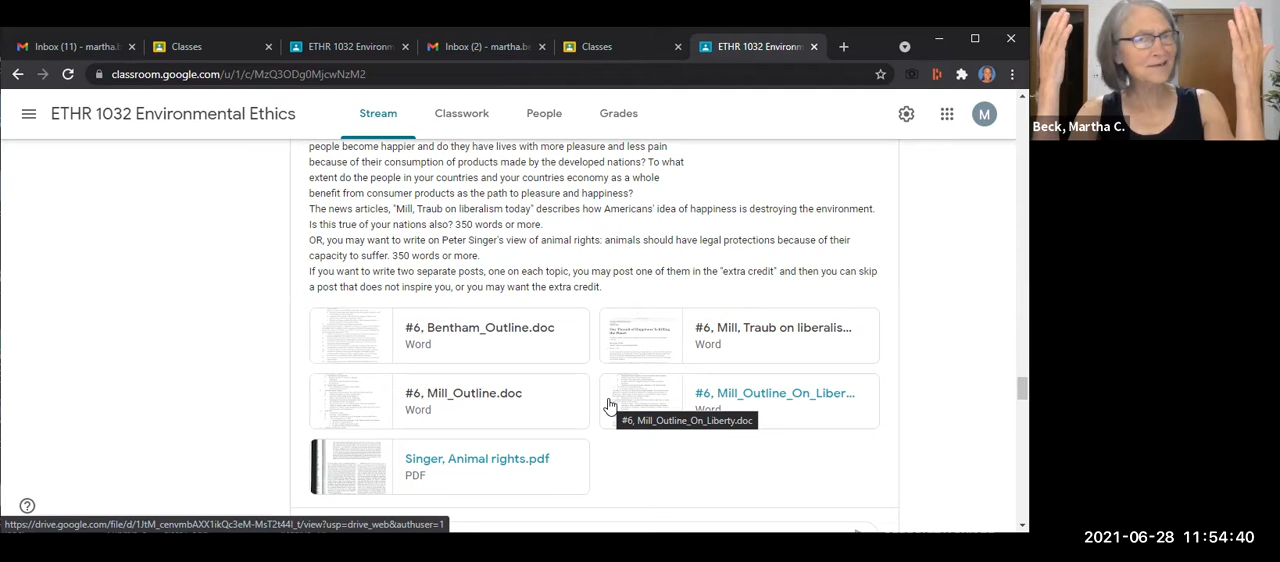 Inbox (11) - martha.b
Classes
ETHR 1032 Environm
Inbox (2) - martha.be
Classes
ETHR 1032 Environm
classroom.google.com/u/1/c/MzQ3ODg0MjcwNzM2
ETHR 1032 Environmental Ethics
Stream
Classwork
People
Grades
M
Beck, Martha C.
people become happier and do they have lives with more pleasure and less pain
because of their consumption of products made by the developed nations? To what
extent do the people in your countries and your countries economy as a whole
benefit from consumer products as the path to pleasure and happiness?
The news articles, "Mill, Traub on liberalism today" describes how Americans' idea of happiness is destroying the environment.
Is this true of your nations also? 350 words or more.
OR, you may want to write on Peter Singer's view of animal rights: animals should have legal protections because of their
capacity to suffer. 350 words or more.
If you want to write two separate posts, one on each topic, you may post one of them in the "extra credit" and then you can skip
a post that does not inspire you, or you may want the extra credit.
#6, Bentham_Outline.doc
Word
#6, Mill, Traub on liberalis...
Word
#6,Mill_Outline.doc
Word
#6, Mill_Outline_On_Liber...
Word
#6, Mill_Outline_On_Liberty.doc
Singer, Animal rights.pdf
PDF
https://drive.google.com/file/d/1JtM_cenvmbAXX1ikQc3eM-MsT2t44I_t/view?usp=drive_web&authuser=1
2021-06-28 11:54:40